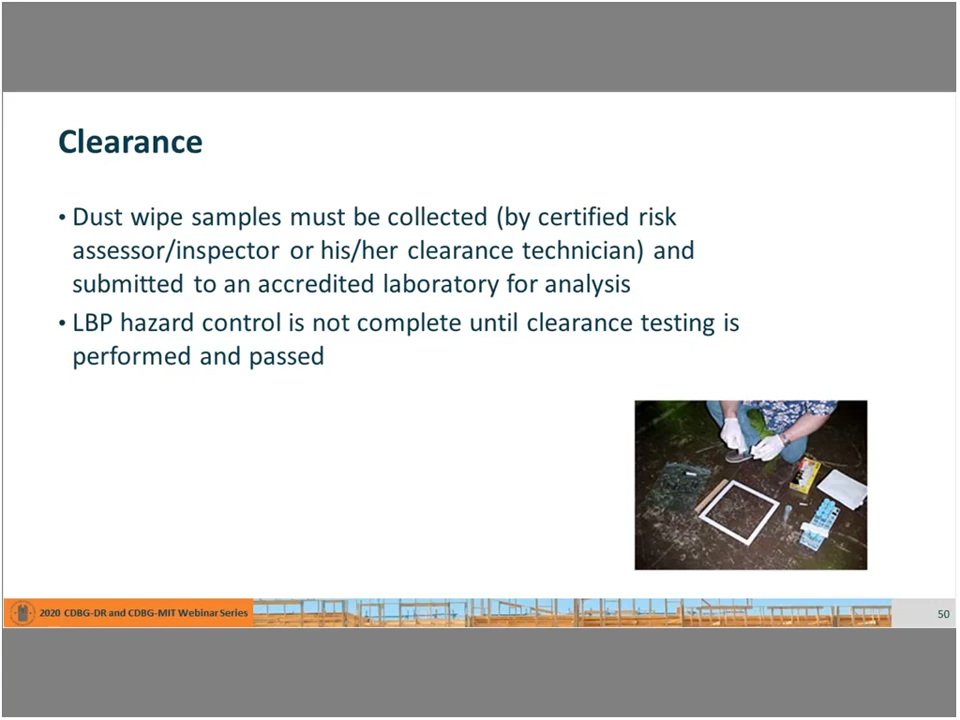 Clearance
• Dust wipe samples must be collected (by certified risk
assessor/inspector or his/her clearance technician) and
submitted to an accredited laboratory for analysis
• LBP hazard control is not complete until clearance testing is
performed and passed
2020 CDBG-DR and CDBG-MIT Webinar Series
50